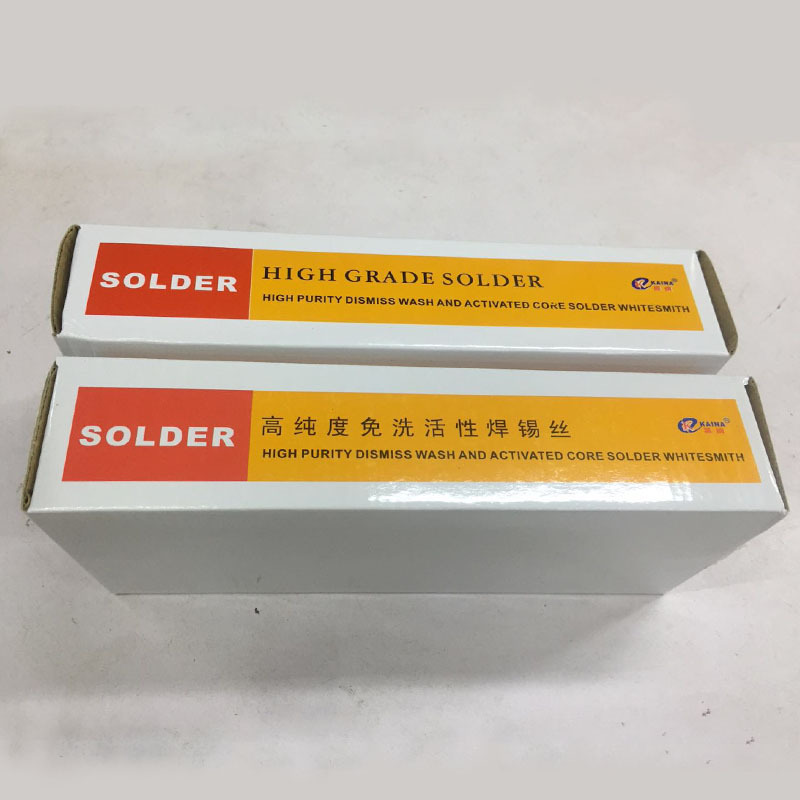 SOLDER
HIGH GRADE SOLDER
HIGH PURITY DISMISS WASH AND ACTIVATED CORE SOLDER WHITESMITH
KAINA®
SOLDER
高纯度免洗活性焊锡丝
HIGH PURITY DISMISS WASH AND ACTIVATED CORE SOLDER WHITESMITH
KAINA®